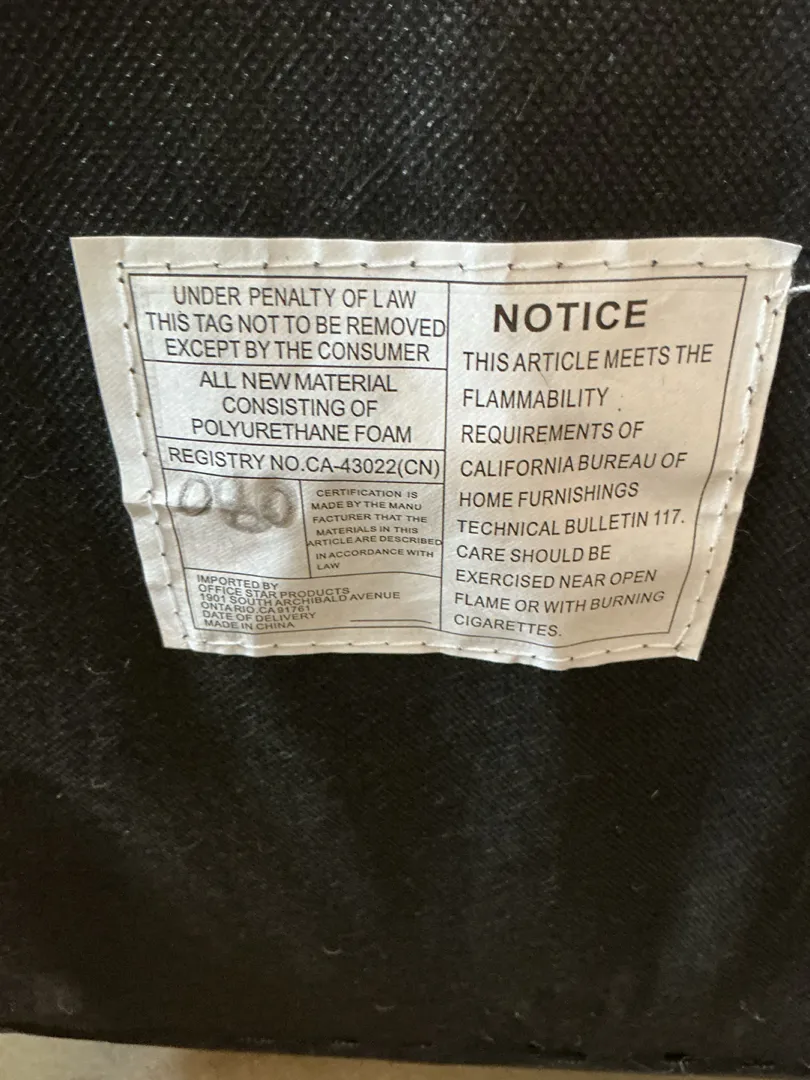 UNDER PENALTY OF LAW
THIS TAG NOT TO BE REMOVED
EXCEPT BY THE CONSUMER
ALL NEW MATERIAL
CONSISTING OF
POLYURETHANE FOAM
REGISTRY NO.CA-43022(CN)
CERTIFICATION IS
MADE BY THE MANU
FACTURER THAT THE
MATERIALS IN THIS
ARTICLE ARE DESCRIBED
IN ACCORDANCE WITH
LAW
IMPORTED BY
OFFICE STAR PRODUCTS
1901 SOUTH ARCHIBALD AVENUE
ONTARIO.CA 91761
DATE OF DELIVERY
MADE IN CHINA
NOTICE
THIS ARTICLE MEETS THE
FLAMMABILITY
REQUIREMENTS OF
CALIFORNIA BUREAU OF
HOME FURNISHINGS
TECHNICAL BULLETIN 117.
CARE SHOULD BE
EXERCISED NEAR OPEN
FLAME OR WITH BURNING
CIGARETTES.